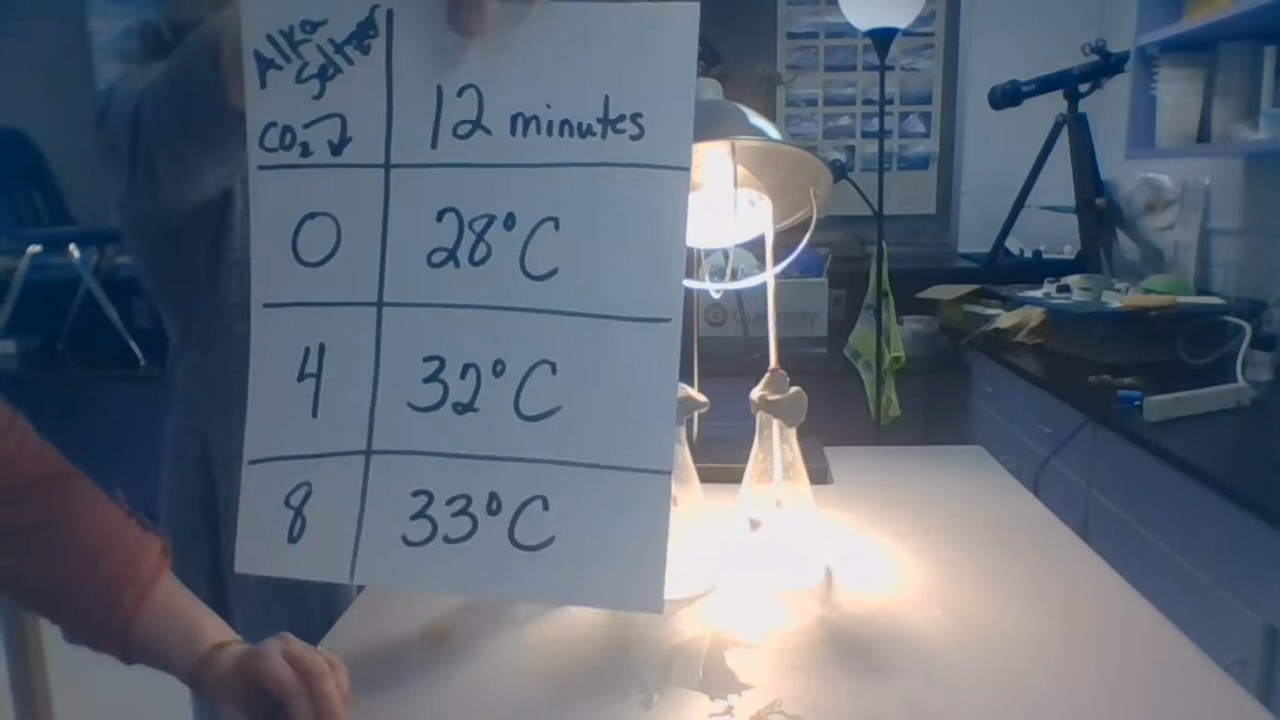 Alka
Seltzer
CO₂ 12 minutes
0 28°C
4 32°C
8 33°C